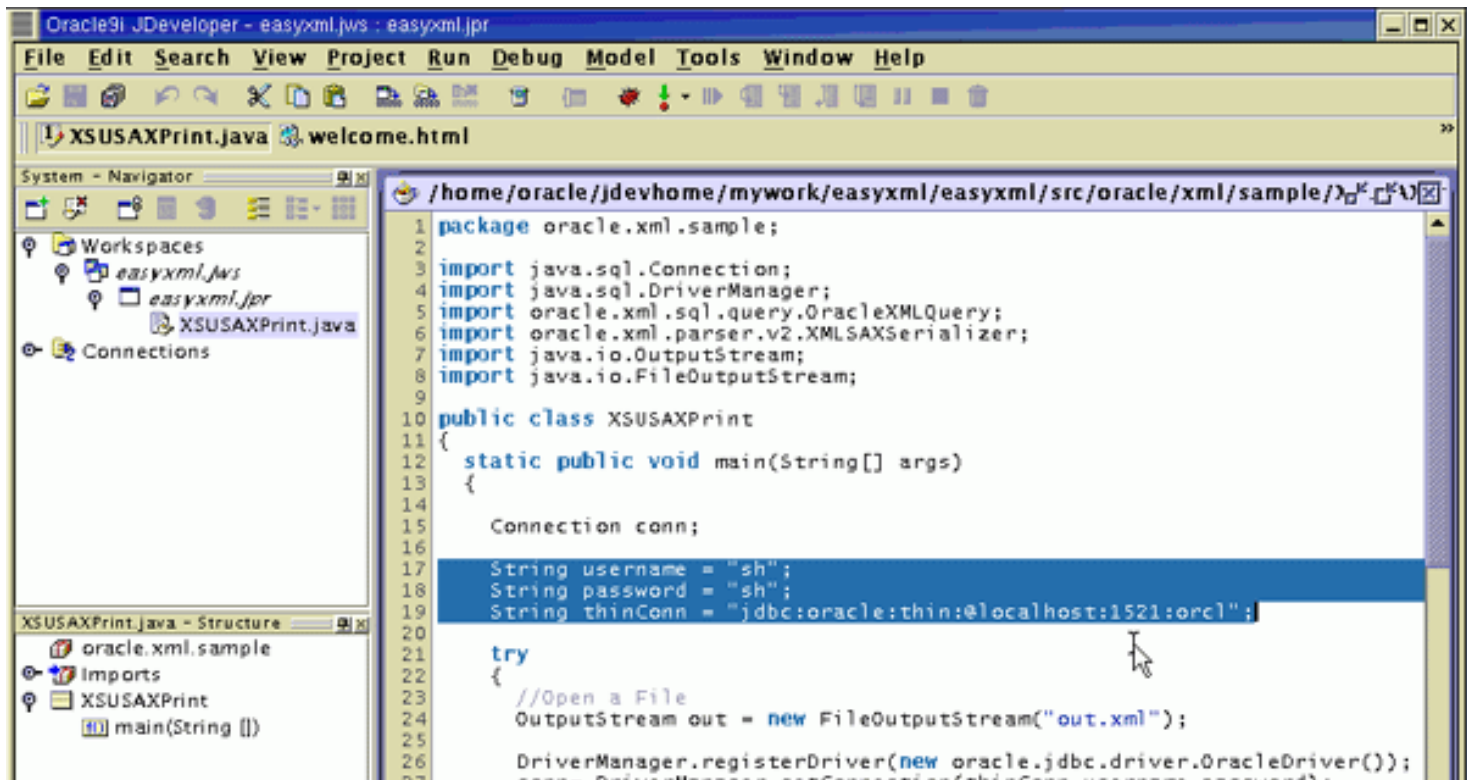 Oracle9i JDeveloper - easyxml.jws : easyxml.jpr
File Edit Search View Project Run Debug Model Tools Window Help
XSUSAXPrint.java welcome.html
System - Navigator
Workspaces
easyxml.jws
easyxml.jpr
XSUSAXPrint.java
Connections
XSUSAXPrint.java - Structure
oracle.xml.sample
Imports
XSUSAXPrint
main(String [])
/home/oracle/jdevhome/mywork/easyxml/easyxml/src/oracle/xml/sample/
1 package oracle.xml.sample;
2
3 import java.sql.Connection;
4 import java.sql.DriverManager;
5 import oracle.xml.sql.query.OracleXMLQuery;
6 import oracle.xml.parser.v2.XMLSAXSerializer;
7 import java.io.OutputStream;
8 import java.io.FileOutputStream;
9
10 public class XSUSAXPrint
11 {
12 static public void main(String[] args)
13 {
14
15 Connection conn;
16
17 String username = "sh";
18 String password = "sh";
19 String thinConn = "jdbc:oracle:thin:@localhost:1521:orcl";
20
21 try
22 {
23 //Open a File
24 OutputStream out = new FileOutputStream("out.xml");
25
26 DriverManager.registerDriver(new oracle.jdbc.driver.OracleDriver());